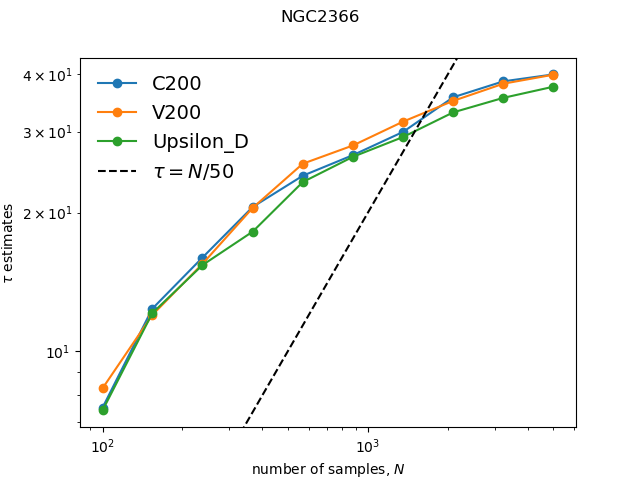 NGC2366
C200
V200
Upsilon_D
τ = N/50
4 × 10¹
3 × 10¹
2 × 10¹
10¹
τ estimates
10² 10³
number of samples, N